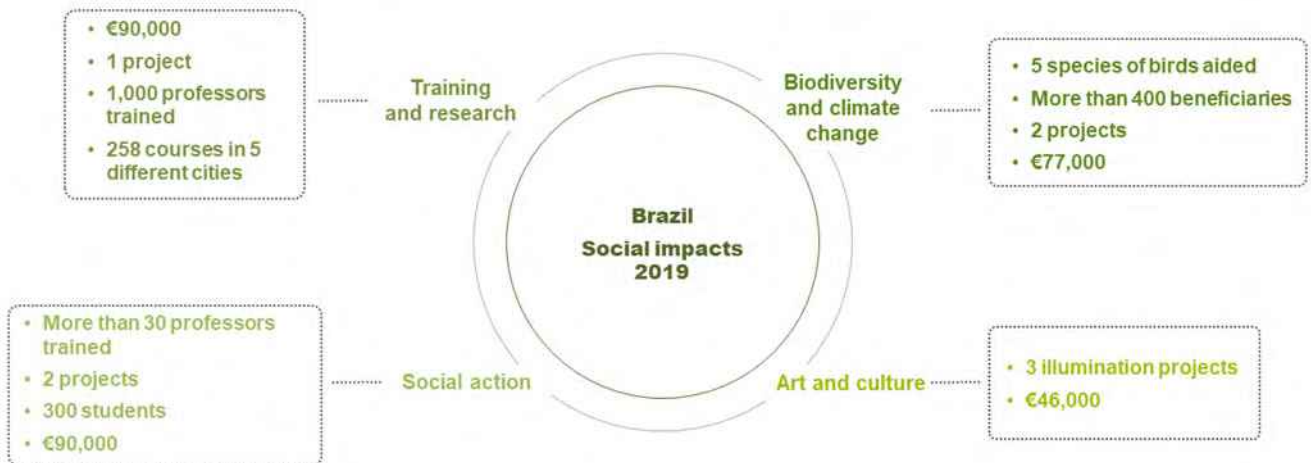 • €90,000
• 1 project
• 1,000 professors
trained
• 258 courses in 5
different cities
Training
and research
Biodiversity
and climate
change
• 5 species of birds aided
• More than 400 beneficiaries
• 2 projects
• €77,000
Brazil
Social impacts
2019
• More than 30 professors
trained
• 2 projects
• 300 students
• €90,000
Social action
Art and culture
• 3 illumination projects
• €46,000